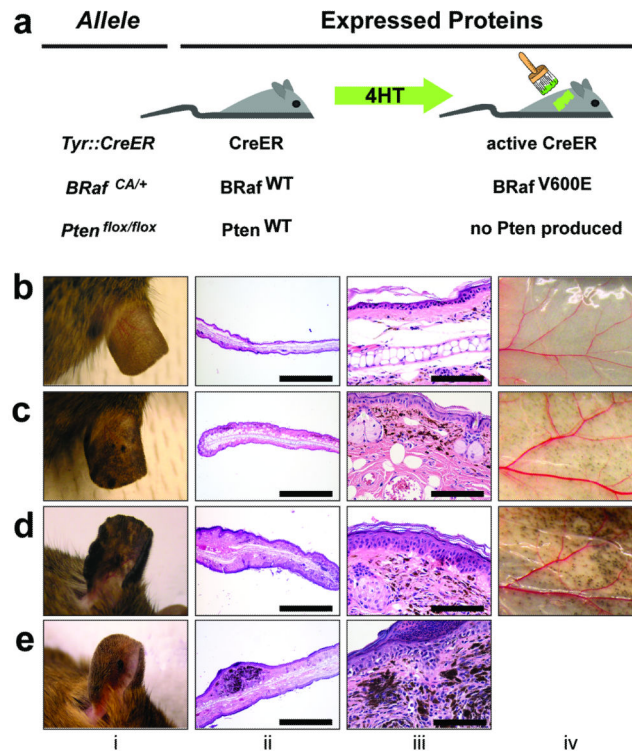 a Allele Expressed Proteins
4HT
Tyr::CreER CreER active CreER
BRaf CA/+ BRaf WT BRaf V600E
Pten flox/flox Pten WT no Pten produced
b
c
d
e
i ii iii iv